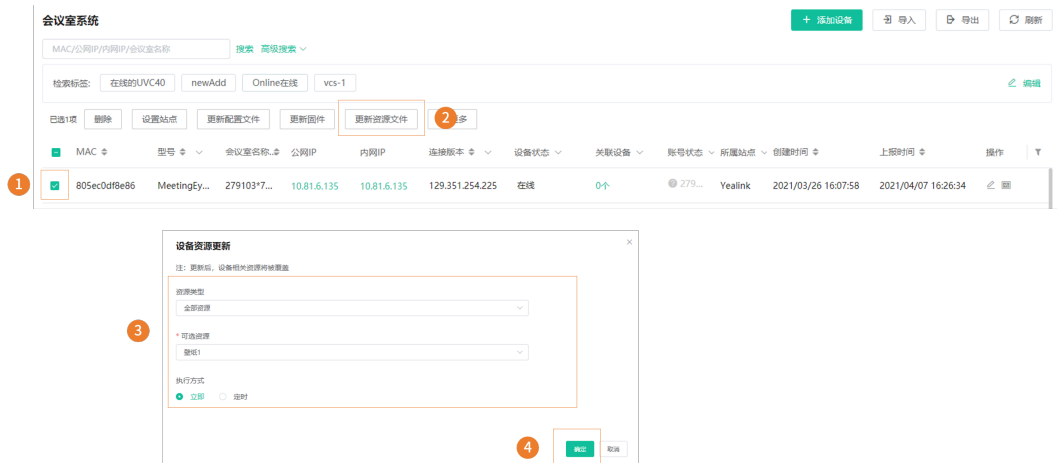 会议室系统
+ 添加设备 导入 导出 刷新
MAC/公网IP/内网IP/会议室名称 搜索 高级搜索
检索标签: 在线的UVC40 newAdd Online在线 vcs-1 编辑
已选1项 删除 设置站点 更新配置文件 更新固件 更新资源文件 2 多
MAC 型号 会议室名称.. 公网IP 内网IP 连接版本 设备状态 关联设备 账号状态 所属站点 创建时间 上报时间 操作
1 805ec0df8e86 MeetingEy... 279103*7... 10.81.6.135 10.81.6.135 129.351.254.225 在线 0个 279... Yealink 2021/03/26 16:07:58 2021/04/07 16:26:34
设备资源更新
注: 更新后, 设备相关资源将被覆盖
资源类型
全部资源
3
* 可选资源
壁纸1
执行方式
立即 定时
4 确定 取消